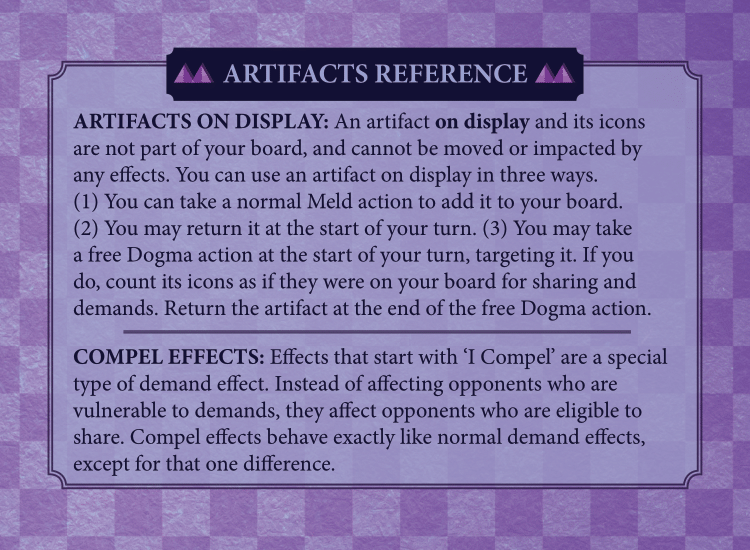 ARTIFACTS REFERENCE
ARTIFACTS ON DISPLAY: An artifact on display and its icons
are not part of your board, and cannot be moved or impacted by
any effects. You can use an artifact on display in three ways.
(1) You can take a normal Meld action to add it to your board.
(2) You may return it at the start of your turn. (3) You may take
a free Dogma action at the start of your turn, targeting it. If you
do, count its icons as if they were on your board for sharing and
demands. Return the artifact at the end of the free Dogma action.
COMPEL EFFECTS: Effects that start with ‘I Compel’ are a special
type of demand effect. Instead of affecting opponents who are
vulnerable to demands, they affect opponents who are eligible to
share. Compel effects behave exactly like normal demand effects,
except for that one difference.